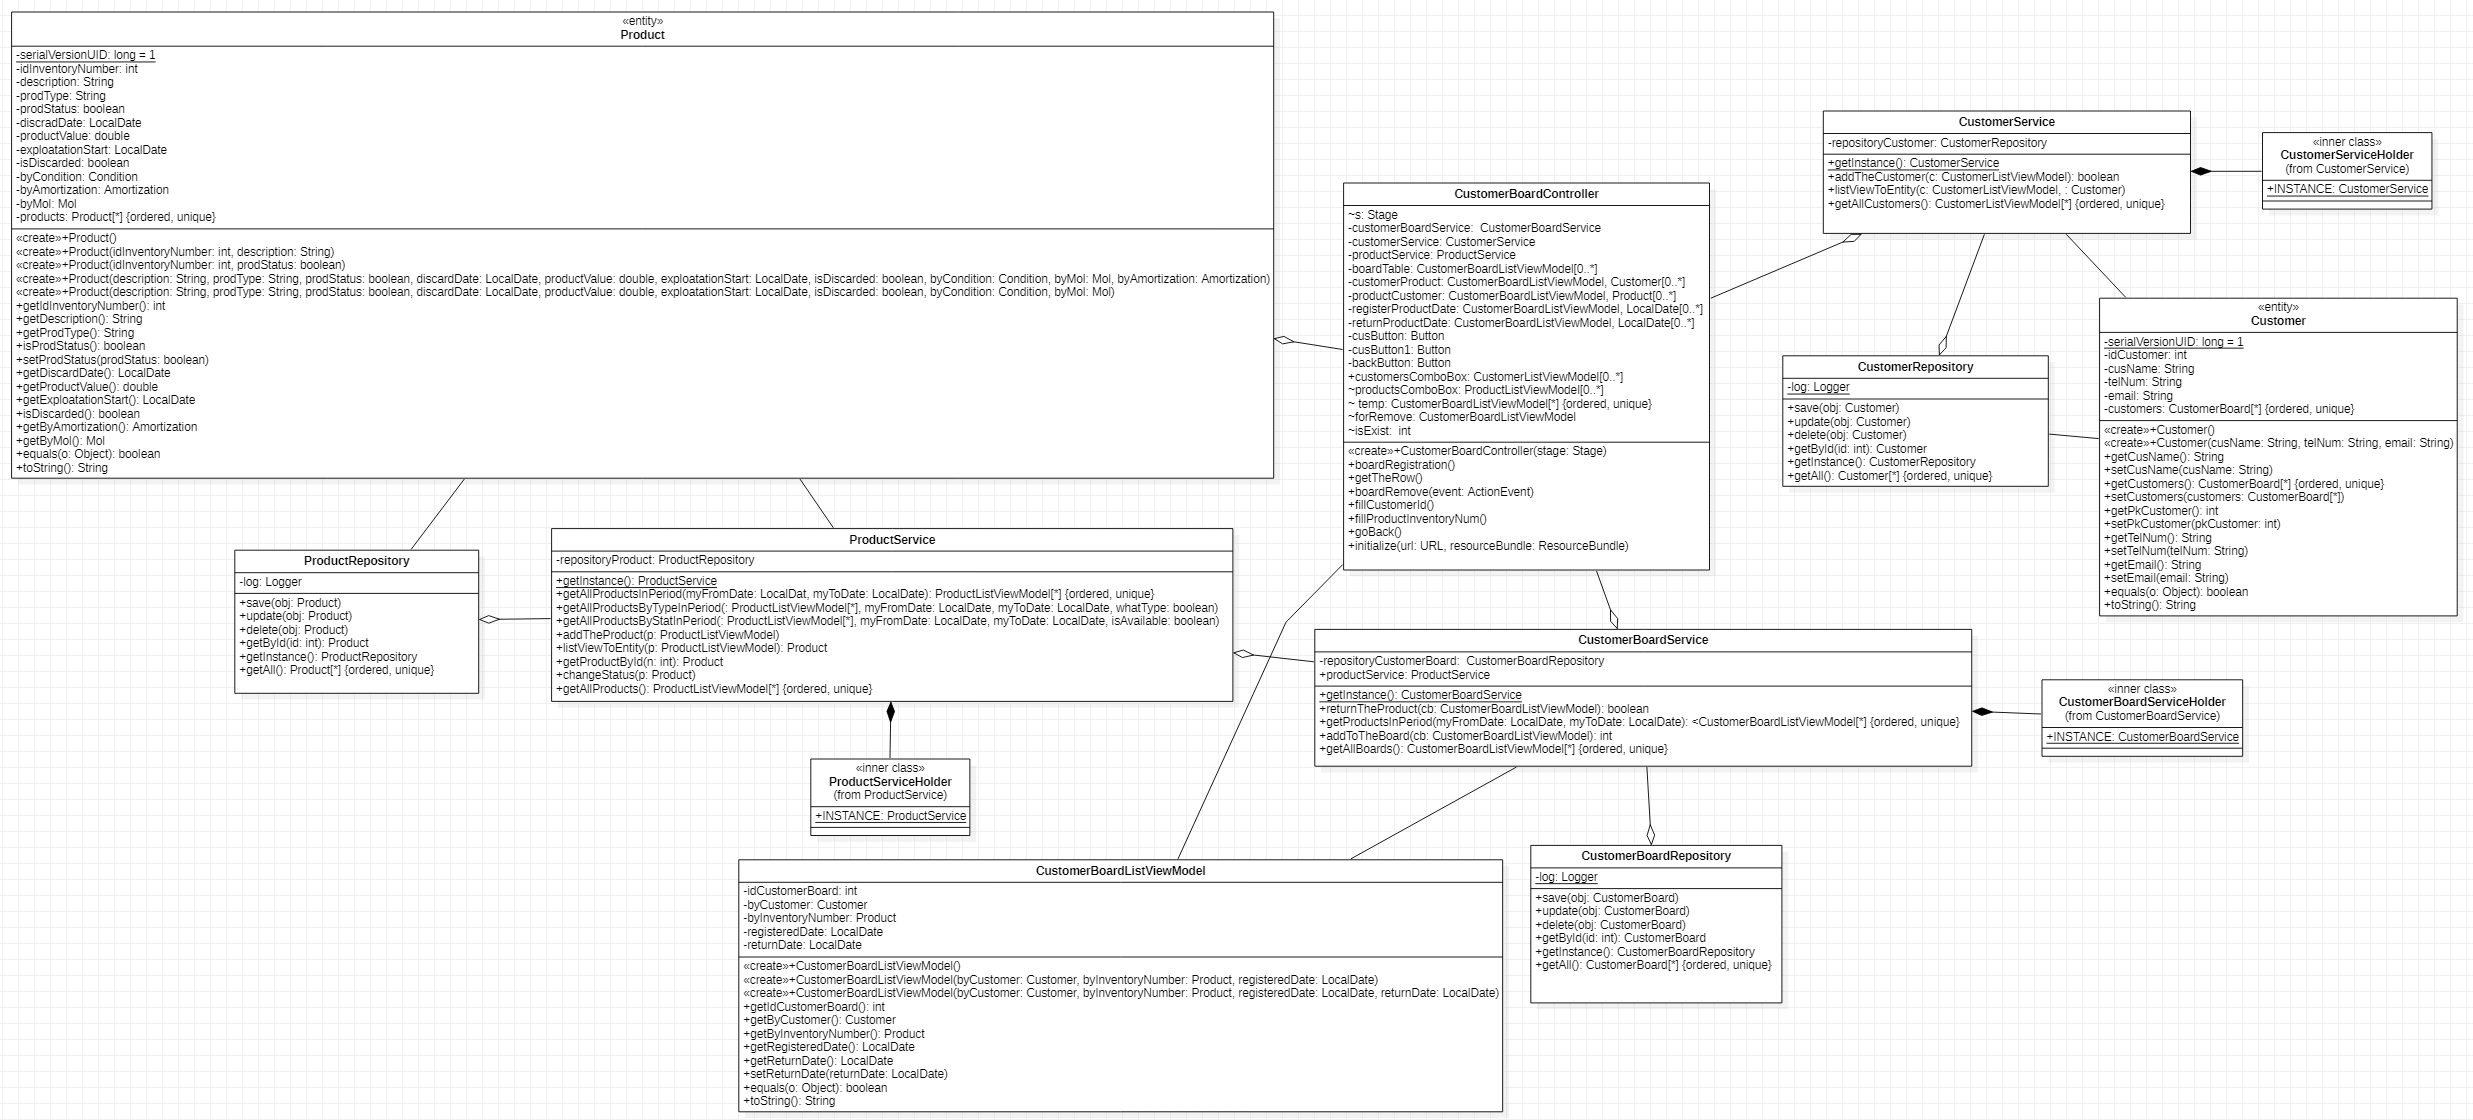 «entity»
Product
-serialVersionUID: long = 1
-idInventoryNumber: int
-description: String
-prodType: String
-prodStatus: boolean
-discradDate: LocalDate
-productValue: double
-exploatationStart: LocalDate
-isDiscarded: boolean
-byCondition: Condition
-byAmortization: Amortization
-byMol: Mol
-products: Product[*] {ordered, unique}
«create»+Product()
«create»+Product(idInventoryNumber: int, description: String)
«create»+Product(idInventoryNumber: int, prodStatus: boolean)
«create»+Product(description: String, prodType: String, prodStatus: boolean, discardDate: LocalDate, productValue: double, exploatationStart: LocalDate, isDiscarded: boolean, byCondition: Condition, byMol: Mol, byAmortization: Amortization)
«create»+Product(description: String, prodType: String, prodStatus: boolean, discardDate: LocalDate, productValue: double, exploatationStart: LocalDate, isDiscarded: boolean, byCondition: Condition, byMol: Mol)
+getIdInventoryNumber(): int
+getDescription(): String
+getProdType(): String
+isProdStatus(): boolean
+setProdStatus(prodStatus: boolean)
+getDiscardDate(): LocalDate
+getProductValue(): double
+getExploatationStart(): LocalDate
+isDiscarded(): boolean
+getByAmortization(): Amortization
+getByMol(): Mol
+equals(o: Object): boolean
+toString(): String
CustomerService
-repositoryCustomer: CustomerRepository
+getInstance(): CustomerService
+addTheCustomer(c: CustomerListViewModel): boolean
+listViewToEntity(c: CustomerListViewModel, : Customer)
+getAllCustomers(): CustomerListViewModel[*] {ordered, unique}
«inner class»
CustomerServiceHolder
(from CustomerService)
+INSTANCE: CustomerService
CustomerBoardController
~s: Stage
-customerBoardService:  CustomerBoardService
-customerService: CustomerService
-productService: ProductService
-boardTable: CustomerBoardListViewModel[0..*]
-customerProduct: CustomerBoardListViewModel, Customer[0..*]
-productCustomer: CustomerBoardListViewModel, Product[0..*]
-registerProductDate: CustomerBoardListViewModel, LocalDate[0..*]
-returnProductDate: CustomerBoardListViewModel, LocalDate[0..*]
-cusButton: Button
-cusButton1: Button
-backButton: Button
+customersComboBox: CustomerListViewModel[0..*]
~productsComboBox: ProductListViewModel[0..*]
~ temp: CustomerBoardListViewModel[*] {ordered, unique}
~forRemove: CustomerBoardListViewModel
~isExist:  int
«create»+CustomerBoardController(stage: Stage)
+boardRegistration()
+getTheRow()
+boardRemove(event: ActionEvent)
+fillCustomerId()
+fillProductInventoryNum()
+goBack()
+initialize(url: URL, resourceBundle: ResourceBundle)
CustomerRepository
-log: Logger
+save(obj: Customer)
+update(obj: Customer)
+delete(obj: Customer)
+getById(id: int): Customer
+getInstance(): CustomerRepository
+getAll(): Customer[*] {ordered, unique}
«entity»
Customer
-serialVersionUID: long = 1
-idCustomer: int
-cusName: String
-telNum: String
-email: String
-customers: CustomerBoard[*] {ordered, unique}
«create»+Customer()
«create»+Customer(cusName: String, telNum: String, email: String)
+getCusName(): String
+setCusName(cusName: String)
+getCustomers(): CustomerBoard[*] {ordered, unique}
+setCustomers(customers: CustomerBoard[*])
+getPkCustomer(): int
+setPkCustomer(pkCustomer: int)
+getTelNum(): String
+setTelNum(telNum: String)
+getEmail(): String
+setEmail(email: String)
+equals(o: Object): boolean
+toString(): String
ProductRepository
-log: Logger
+save(obj: Product)
+update(obj: Product)
+delete(obj: Product)
+getById(id: int): Product
+getInstance(): ProductRepository
+getAll(): Product[*] {ordered, unique}
ProductService
-repositoryProduct: ProductRepository
+getInstance(): ProductService
+getAllProductsInPeriod(myFromDate: LocalDat, myToDate: LocalDate): ProductListViewModel[*] {ordered, unique}
+getAllProductsByTypeInPeriod(: ProductListViewModel[*], myFromDate: LocalDate, myToDate: LocalDate, whatType: boolean)
+getAllProductsByStatInPeriod(: ProductListViewModel[*], myFromDate: LocalDate, myToDate: LocalDate, isAvailable: boolean)
+addTheProduct(p: ProductListViewModel)
+listViewToEntity(p: ProductListViewModel): Product
+getProductById(n: int): Product
+changeStatus(p: Product)
+getAllProducts(): ProductListViewModel[*] {ordered, unique}
CustomerBoardService
-repositoryCustomerBoard:  CustomerBoardRepository
+productService: ProductService
+getInstance(): CustomerBoardService
+returnTheProduct(cb: CustomerBoardListViewModel): boolean
+getProductsInPeriod(myFromDate: LocalDate, myToDate: LocalDate): <CustomerBoardListViewModel[*] {ordered, unique}
+addToTheBoard(cb: CustomerBoardListViewModel): int
+getAllBoards(): CustomerBoardListViewModel[*] {ordered, unique}
«inner class»
CustomerBoardServiceHolder
(from CustomerBoardService)
+INSTANCE: CustomerBoardService
«inner class»
ProductServiceHolder
(from ProductService)
+INSTANCE: ProductService
CustomerBoardListViewModel
-idCustomerBoard: int
-byCustomer: Customer
-byInventoryNumber: Product
-registeredDate: LocalDate
-returnDate: LocalDate
«create»+CustomerBoardListViewModel()
«create»+CustomerBoardListViewModel(byCustomer: Customer, byInventoryNumber: Product, registeredDate: LocalDate)
«create»+CustomerBoardListViewModel(byCustomer: Customer, byInventoryNumber: Product, registeredDate: LocalDate, returnDate: LocalDate)
+getIdCustomerBoard(): int
+getByCustomer(): Customer
+getByInventoryNumber(): Product
+getRegisteredDate(): LocalDate
+getReturnDate(): LocalDate
+setReturnDate(returnDate: LocalDate)
+equals(o: Object): boolean
+toString(): String
CustomerBoardRepository
-log: Logger
+save(obj: CustomerBoard)
+update(obj: CustomerBoard)
+delete(obj: CustomerBoard)
+getById(id: int): CustomerBoard
+getInstance(): CustomerBoardRepository
+getAll(): CustomerBoard[*] {ordered, unique}